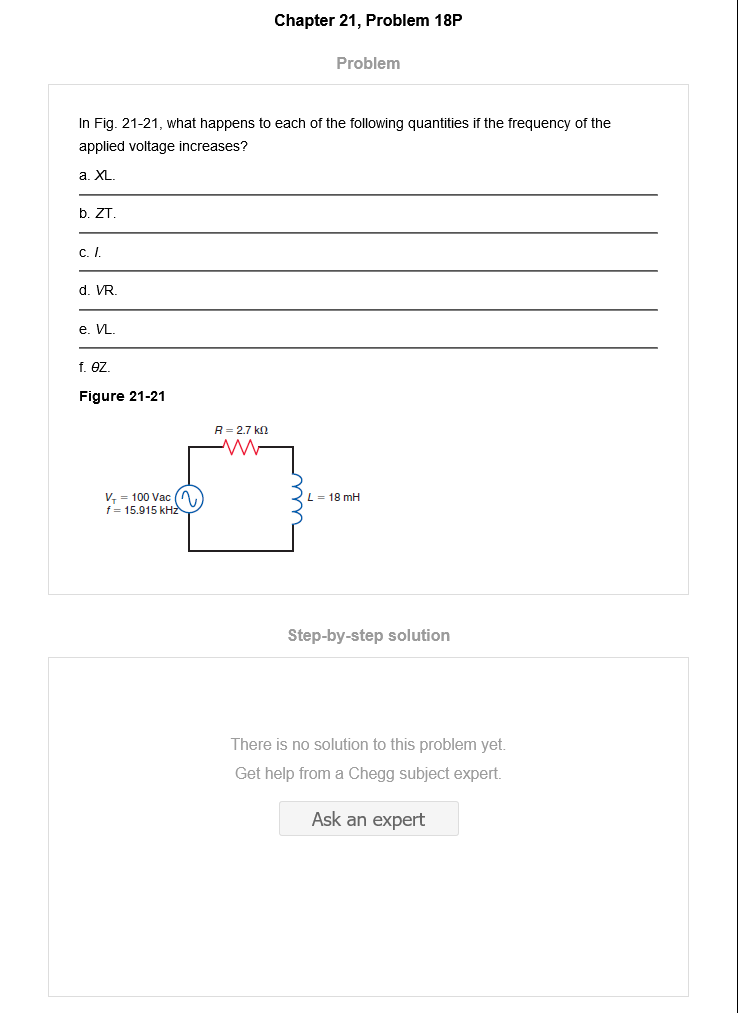 Chapter 21, Problem 18P
Problem
In Fig. 21-21, what happens to each of the following quantities if the frequency of the
applied voltage increases?
a. XL.
b. ZT.
c. I.
d. VR.
e. VL.
f. θZ.
Figure 21-21
R = 2.7 kΩ
V_T = 100 Vac
f = 15.915 kHz
L = 18 mH
Step-by-step solution
There is no solution to this problem yet.
Get help from a Chegg subject expert.
Ask an expert